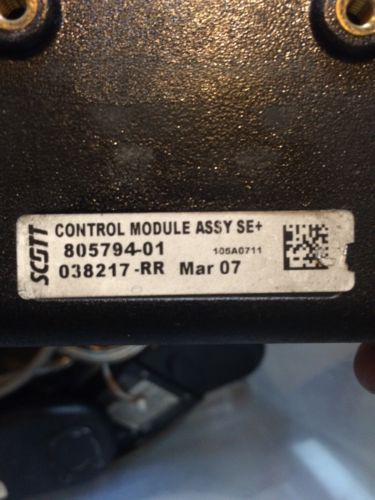 SCOTT
CONTROL MODULE ASSY SE+
805794-01 105A0711
038217-RR Mar 07